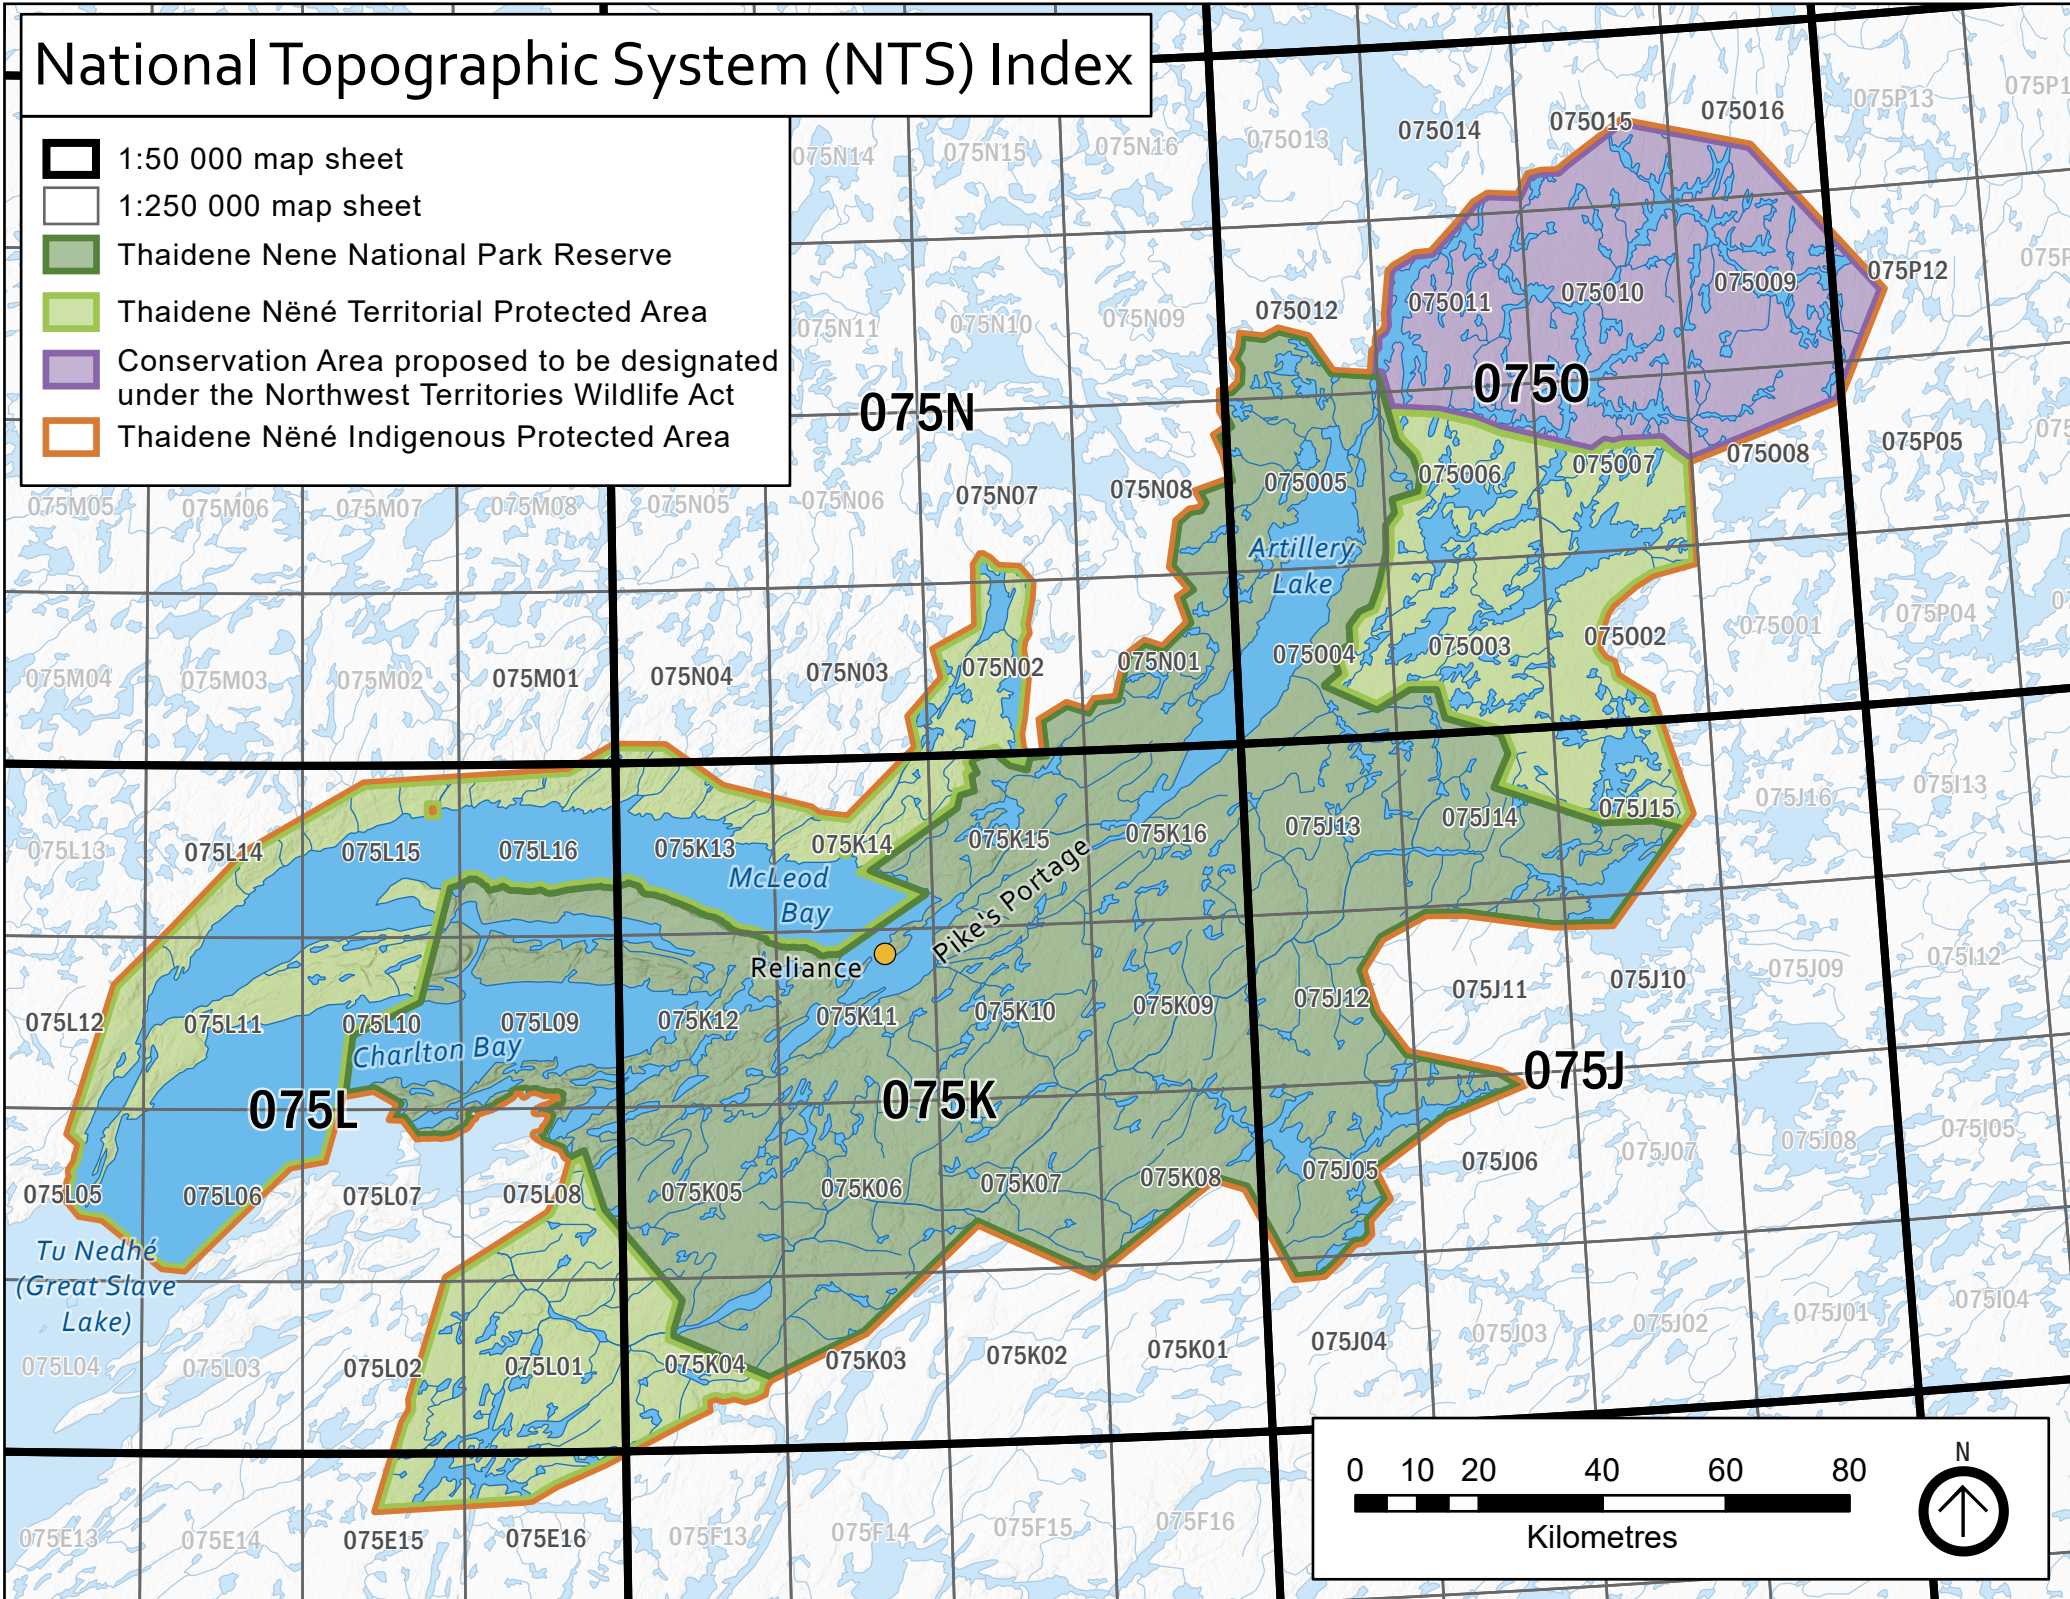 National Topographic System (NTS) Index
1:50 000 map sheet
1:250 000 map sheet
Thaidene Nene National Park Reserve
Thaidene Nëné Territorial Protected Area
Conservation Area proposed to be designated
under the Northwest Territories Wildlife Act
Thaidene Nëné Indigenous Protected Area
075N14
075N15
075N16
075O13
075O14
075O15
075O16
075P13
075N11
075N10
075N09
075O12
075O11
075O10
075O09
075P12
075N
075O
075M05
075M06
075M07
075M08
075N05
075N06
075N07
075N08
075O05
075O06
075O07
075O08
075P05
Artillery
Lake
075M04
075M03
075M02
075M01
075N04
075N03
075N02
075N01
075O04
075O03
075O02
075O01
075P04
075L13
075L14
075L15
075L16
075K13
075K14
075K15
075K16
075J13
075J14
075J15
075J16
075I13
McLeod
Bay
Pike's Portage
Reliance
075L12
075L11
075L10
075L09
075K12
075K11
075K10
075K09
075J12
075J11
075J10
075J09
075I12
Charlton Bay
075L
075K
075J
075L05
075L06
075L07
075L08
075K05
075K06
075K07
075K08
075J05
075J06
075J07
075J08
075I05
Tu Nedhé
(Great Slave
Lake)
075L04
075L03
075L02
075L01
075K04
075K03
075K02
075K01
075J04
075J03
075J02
075J01
075I04
075E13
075E14
075E15
075E16
075F13
075F14
075F15
075F16
0 10 20 40 60 80
Kilometres
N